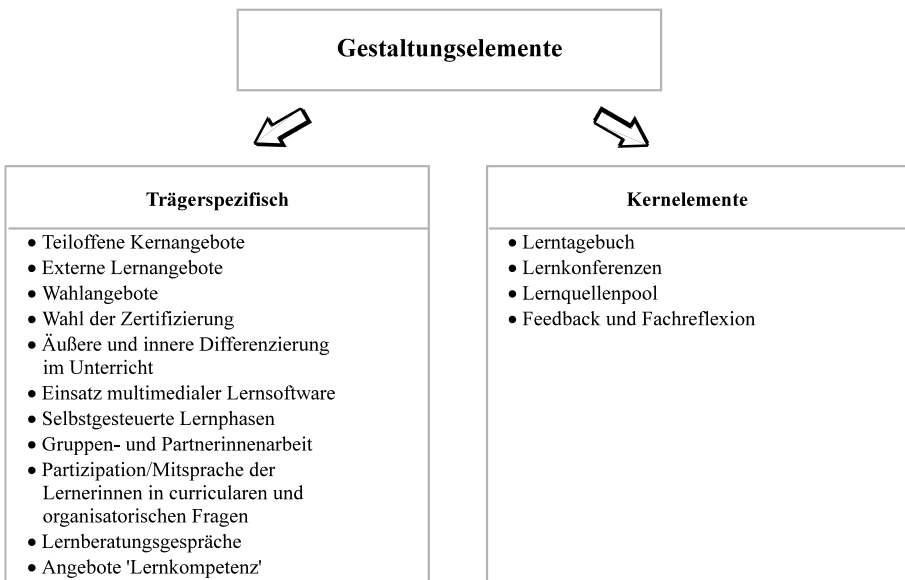 Gestaltungselemente
Trägerspezifisch
• Teiloffene Kernangebote
• Externe Lernangebote
• Wahlangebote
• Wahl der Zertifizierung
• Äußere und innere Differenzierung
im Unterricht
• Einsatz multimedialer Lernsoftware
• Selbstgesteuerte Lernphasen
• Gruppen- und Partnerinnenarbeit
• Partizipation/Mitsprache der
Lernerinnen in curricularen und
organisatorischen Fragen
• Lernberatungsgespräche
• Angebote 'Lernkompetenz'
Kernelemente
• Lerntagebuch
• Lernkonferenzen
• Lernquellenpool
• Feedback und Fachreflexion